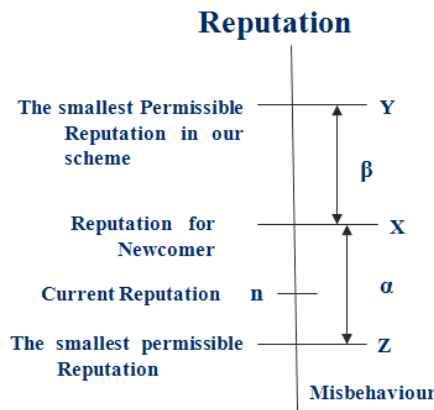 Reputation
The smallest Permissible Y
Reputation in our
scheme
β
Reputation for X
Newcomer
Current Reputation n α
The smallest permissible Z
Reputation
Misbehaviour